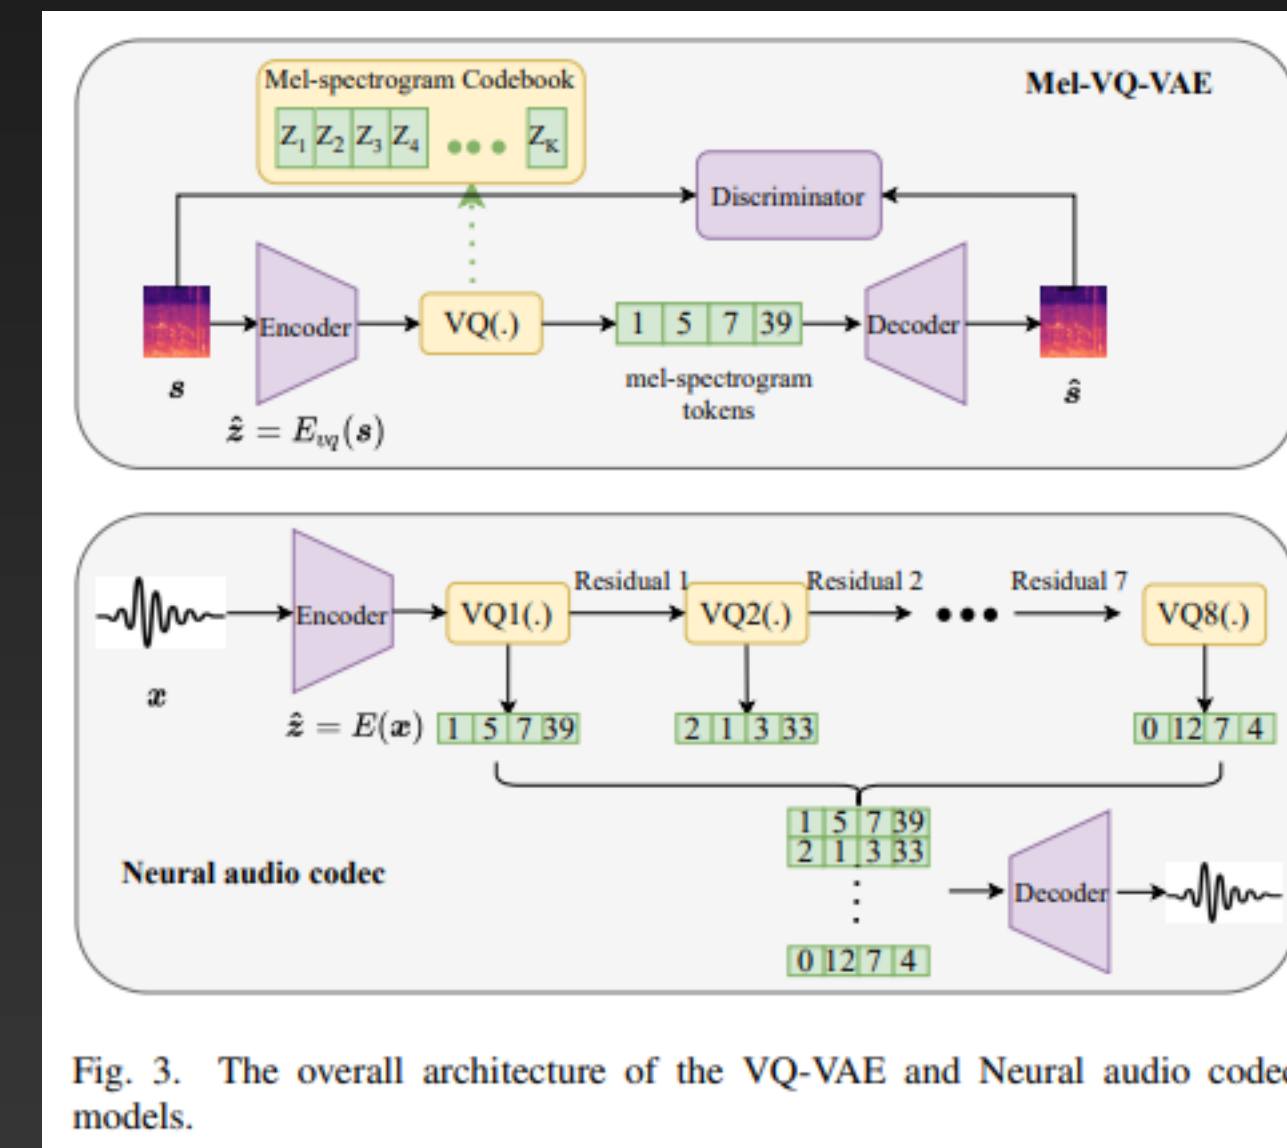 Mel-spectrogram Codebook
Mel-VQ-VAE
Z1 Z2 Z3 Z4 ZK
Discriminator
Encoder
VQ(.)
1 5 7 39
Decoder
s
mel-spectrogram
tokens
ŝ
ẑ = Evq(s)
Residual 1
Residual 2
Residual 7
Encoder
VQ1(.)
VQ2(.)
VQ8(.)
x
ẑ = E(x)
1 5 7 39
2 1 3 33
0 12 7 4
1 5 7 39
2 1 3 33
Neural audio codec
Decoder
0 12 7 4
Fig. 3. The overall architecture of the VQ-VAE and Neural audio codec
models.